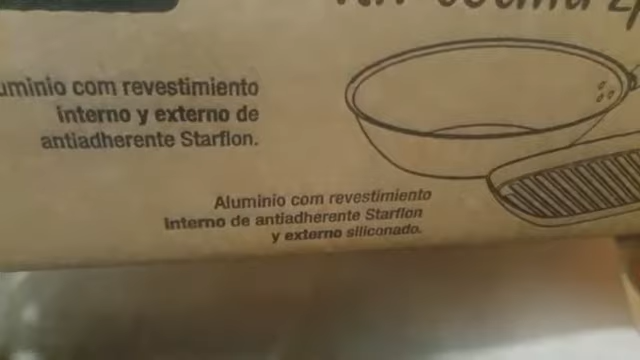 uminio com revestimiento
interno y externo de
antiadherente Starflon.
Aluminio com revestimiento
Interno de antiadherente Starflon
y externo siliconado.